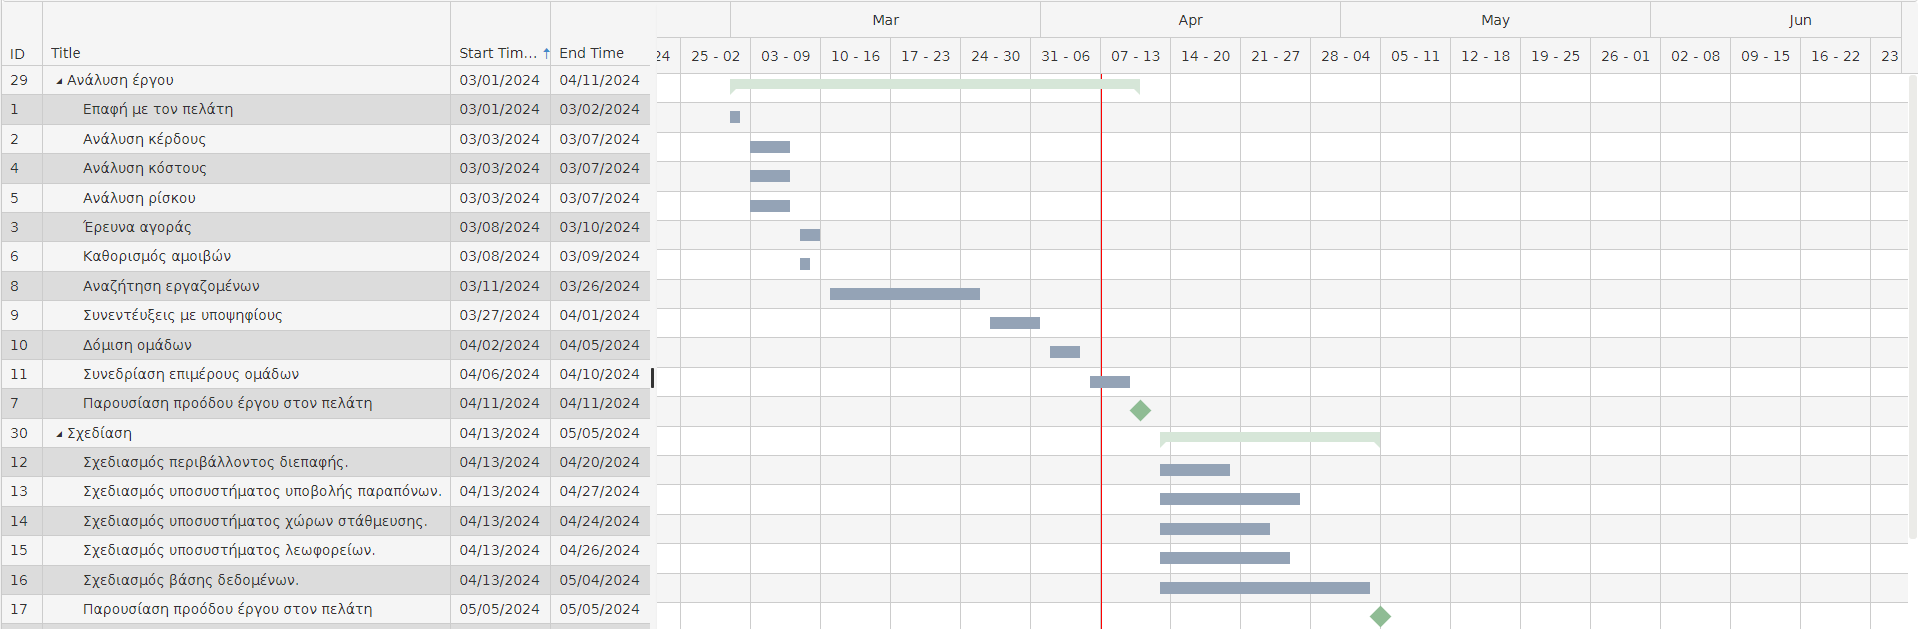 Mar Apr May Jun
ID Title Start Tim... ↑ End Time 24 25 - 02 03 - 09 10 - 16 17 - 23 24 - 30 31 - 06 07 - 13 14 - 20 21 - 27 28 - 04 05 - 11 12 - 18 19 - 25 26 - 01 02 - 08 09 - 15 16 - 22 23
29 Ανάλυση έργου 03/01/2024 04/11/2024
1 Επαφή με τον πελάτη 03/01/2024 03/02/2024
2 Ανάλυση κέρδους 03/03/2024 03/07/2024
4 Ανάλυση κόστους 03/03/2024 03/07/2024
5 Ανάλυση ρίσκου 03/03/2024 03/07/2024
3 Έρευνα αγοράς 03/08/2024 03/10/2024
6 Καθορισμός αμοιβών 03/08/2024 03/09/2024
8 Αναζήτηση εργαζομένων 03/11/2024 03/26/2024
9 Συνεντέυξεις με υποψηφίους 03/27/2024 04/01/2024
10 Δόμιση ομάδων 04/02/2024 04/05/2024
11 Συνεδρίαση επιμέρους ομάδων 04/06/2024 04/10/2024
7 Παρουσίαση προόδου έργου στον πελάτη 04/11/2024 04/11/2024
30 Σχεδίαση 04/13/2024 05/05/2024
12 Σχεδιασμός περιβάλλοντος διεπαφής. 04/13/2024 04/20/2024
13 Σχεδιασμός υποσυστήματος υποβολής παραπόνων. 04/13/2024 04/27/2024
14 Σχεδιασμός υποσυστήματος χώρων στάθμευσης. 04/13/2024 04/24/2024
15 Σχεδιασμός υποσυστήματος λεωφορείων. 04/13/2024 04/26/2024
16 Σχεδιασμός βάσης δεδομένων. 04/13/2024 05/04/2024
17 Παρουσίαση προόδου έργου στον πελάτη 05/05/2024 05/05/2024